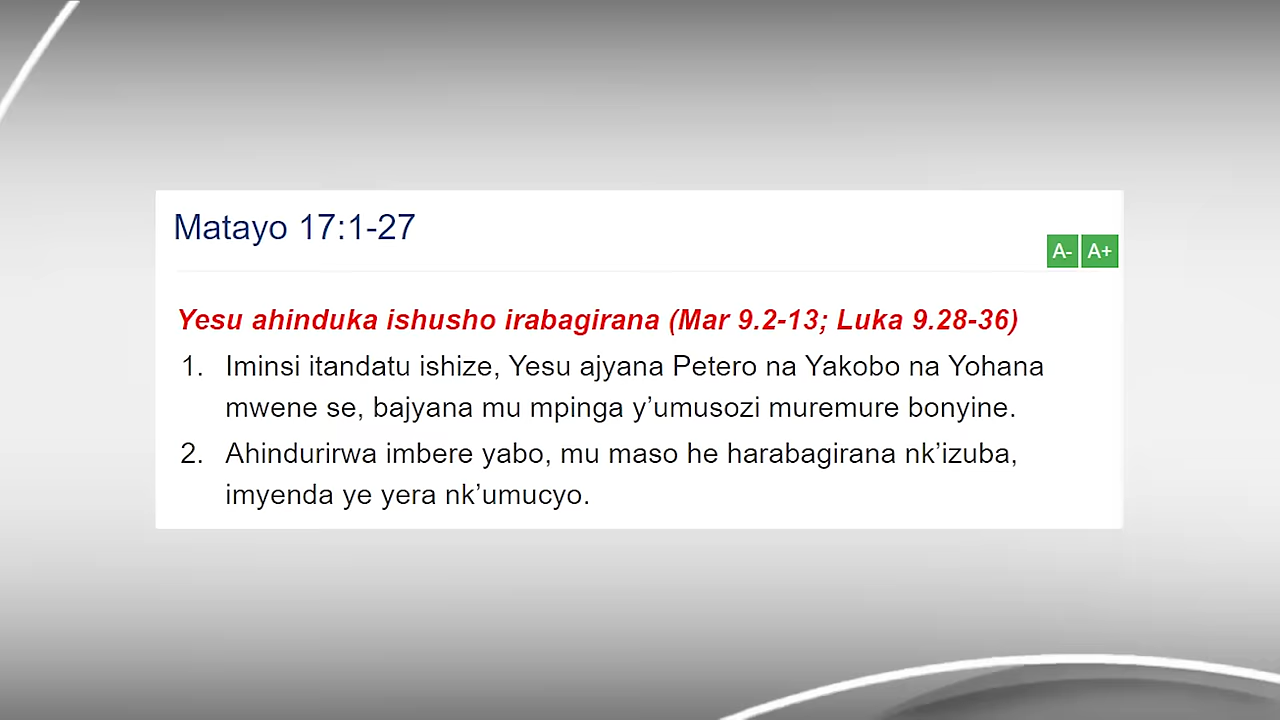 Matayo 17:1-27
A- A+
Yesu ahinduka ishusho irabagirana (Mar 9.2-13; Luka 9.28-36)
1. Iminsi itandatu ishize, Yesu ajyana Petero na Yakobo na Yohana
mwene se, bajyana mu mpinga y’umusozi muremure bonyine.
2. Ahindurirwa imbere yabo, mu maso he harabagirana nk’izuba,
imyenda ye yera nk’umucyo.